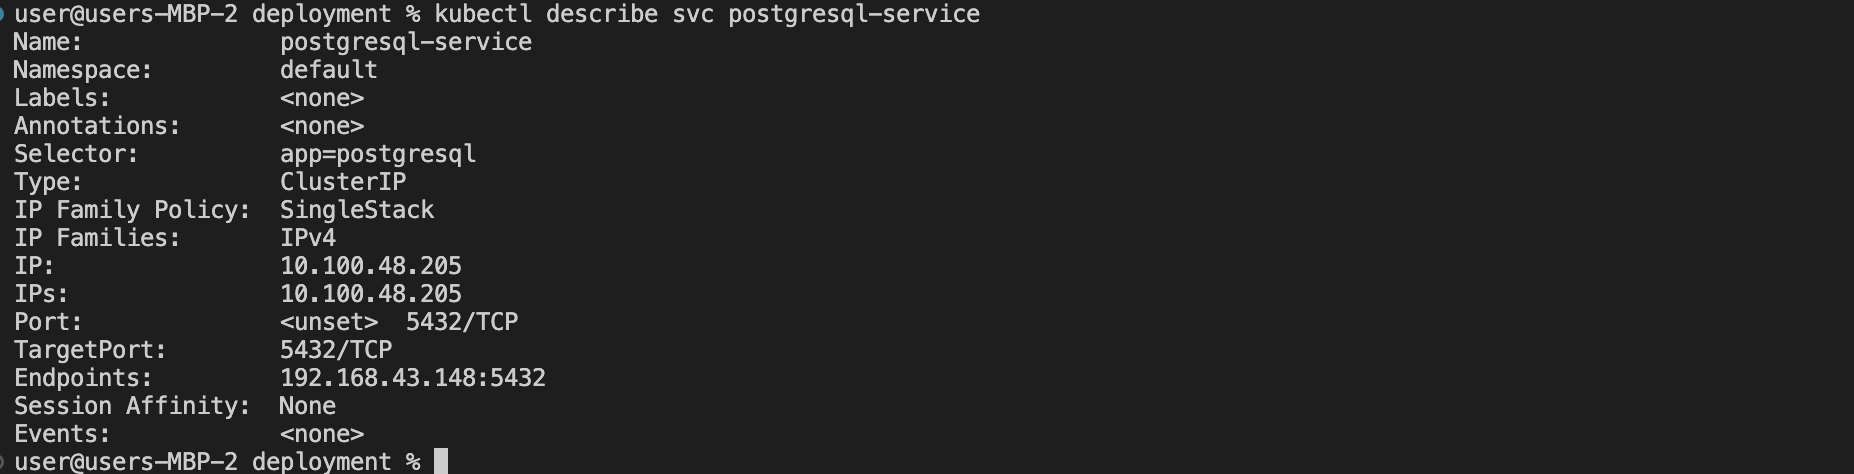 user@users-MBP-2 deployment % kubectl describe svc postgresql-service
Name:              postgresql-service
Namespace:         default
Labels:            <none>
Annotations:       <none>
Selector:          app=postgresql
Type:              ClusterIP
IP Family Policy:  SingleStack
IP Families:       IPv4
IP:                10.100.48.205
IPs:               10.100.48.205
Port:              <unset>  5432/TCP
TargetPort:        5432/TCP
Endpoints:         192.168.43.148:5432
Session Affinity:  None
Events:            <none>
user@users-MBP-2 deployment %